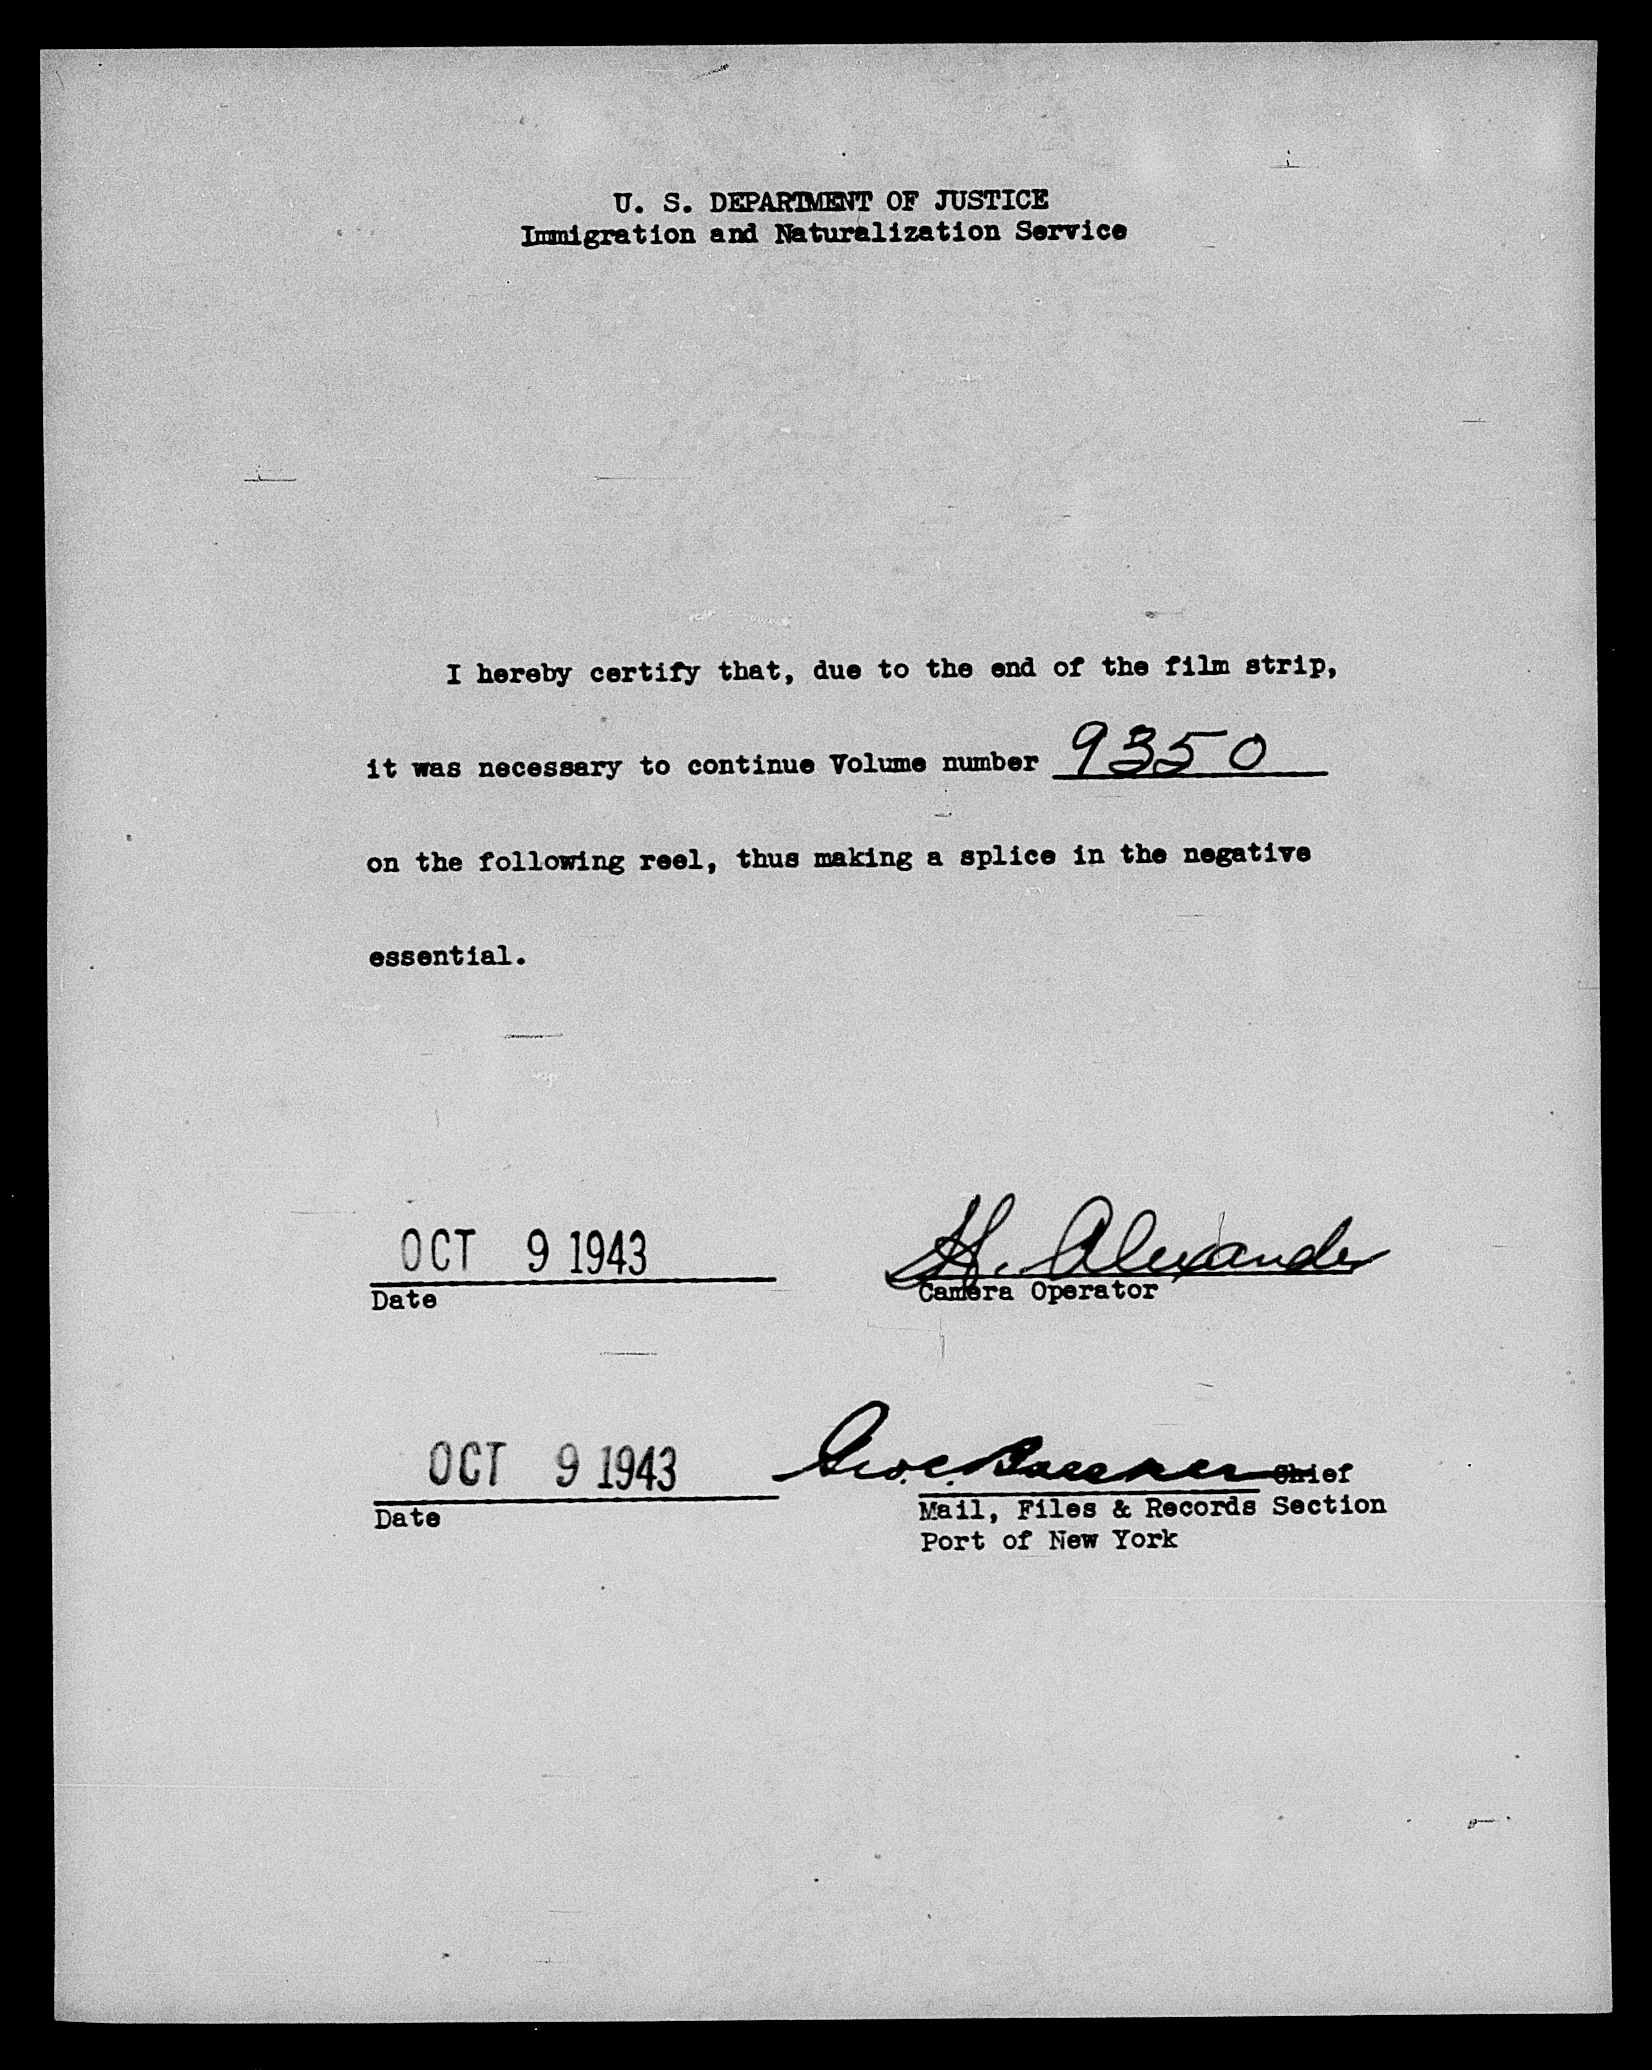 U. S. DEPARTMENT OF JUSTICE
Immigration and Naturalization Service
I hereby certify that, due to the end of the film strip,
it was necessary to continue Volume number 9350
on the following reel, thus making a splice in the negative
essential.
OCT 9 1943 H. Alexander
Date Camera Operator
OCT 9 1943 Geo. Chief
Date Mail, Files & Records Section
Port of New York